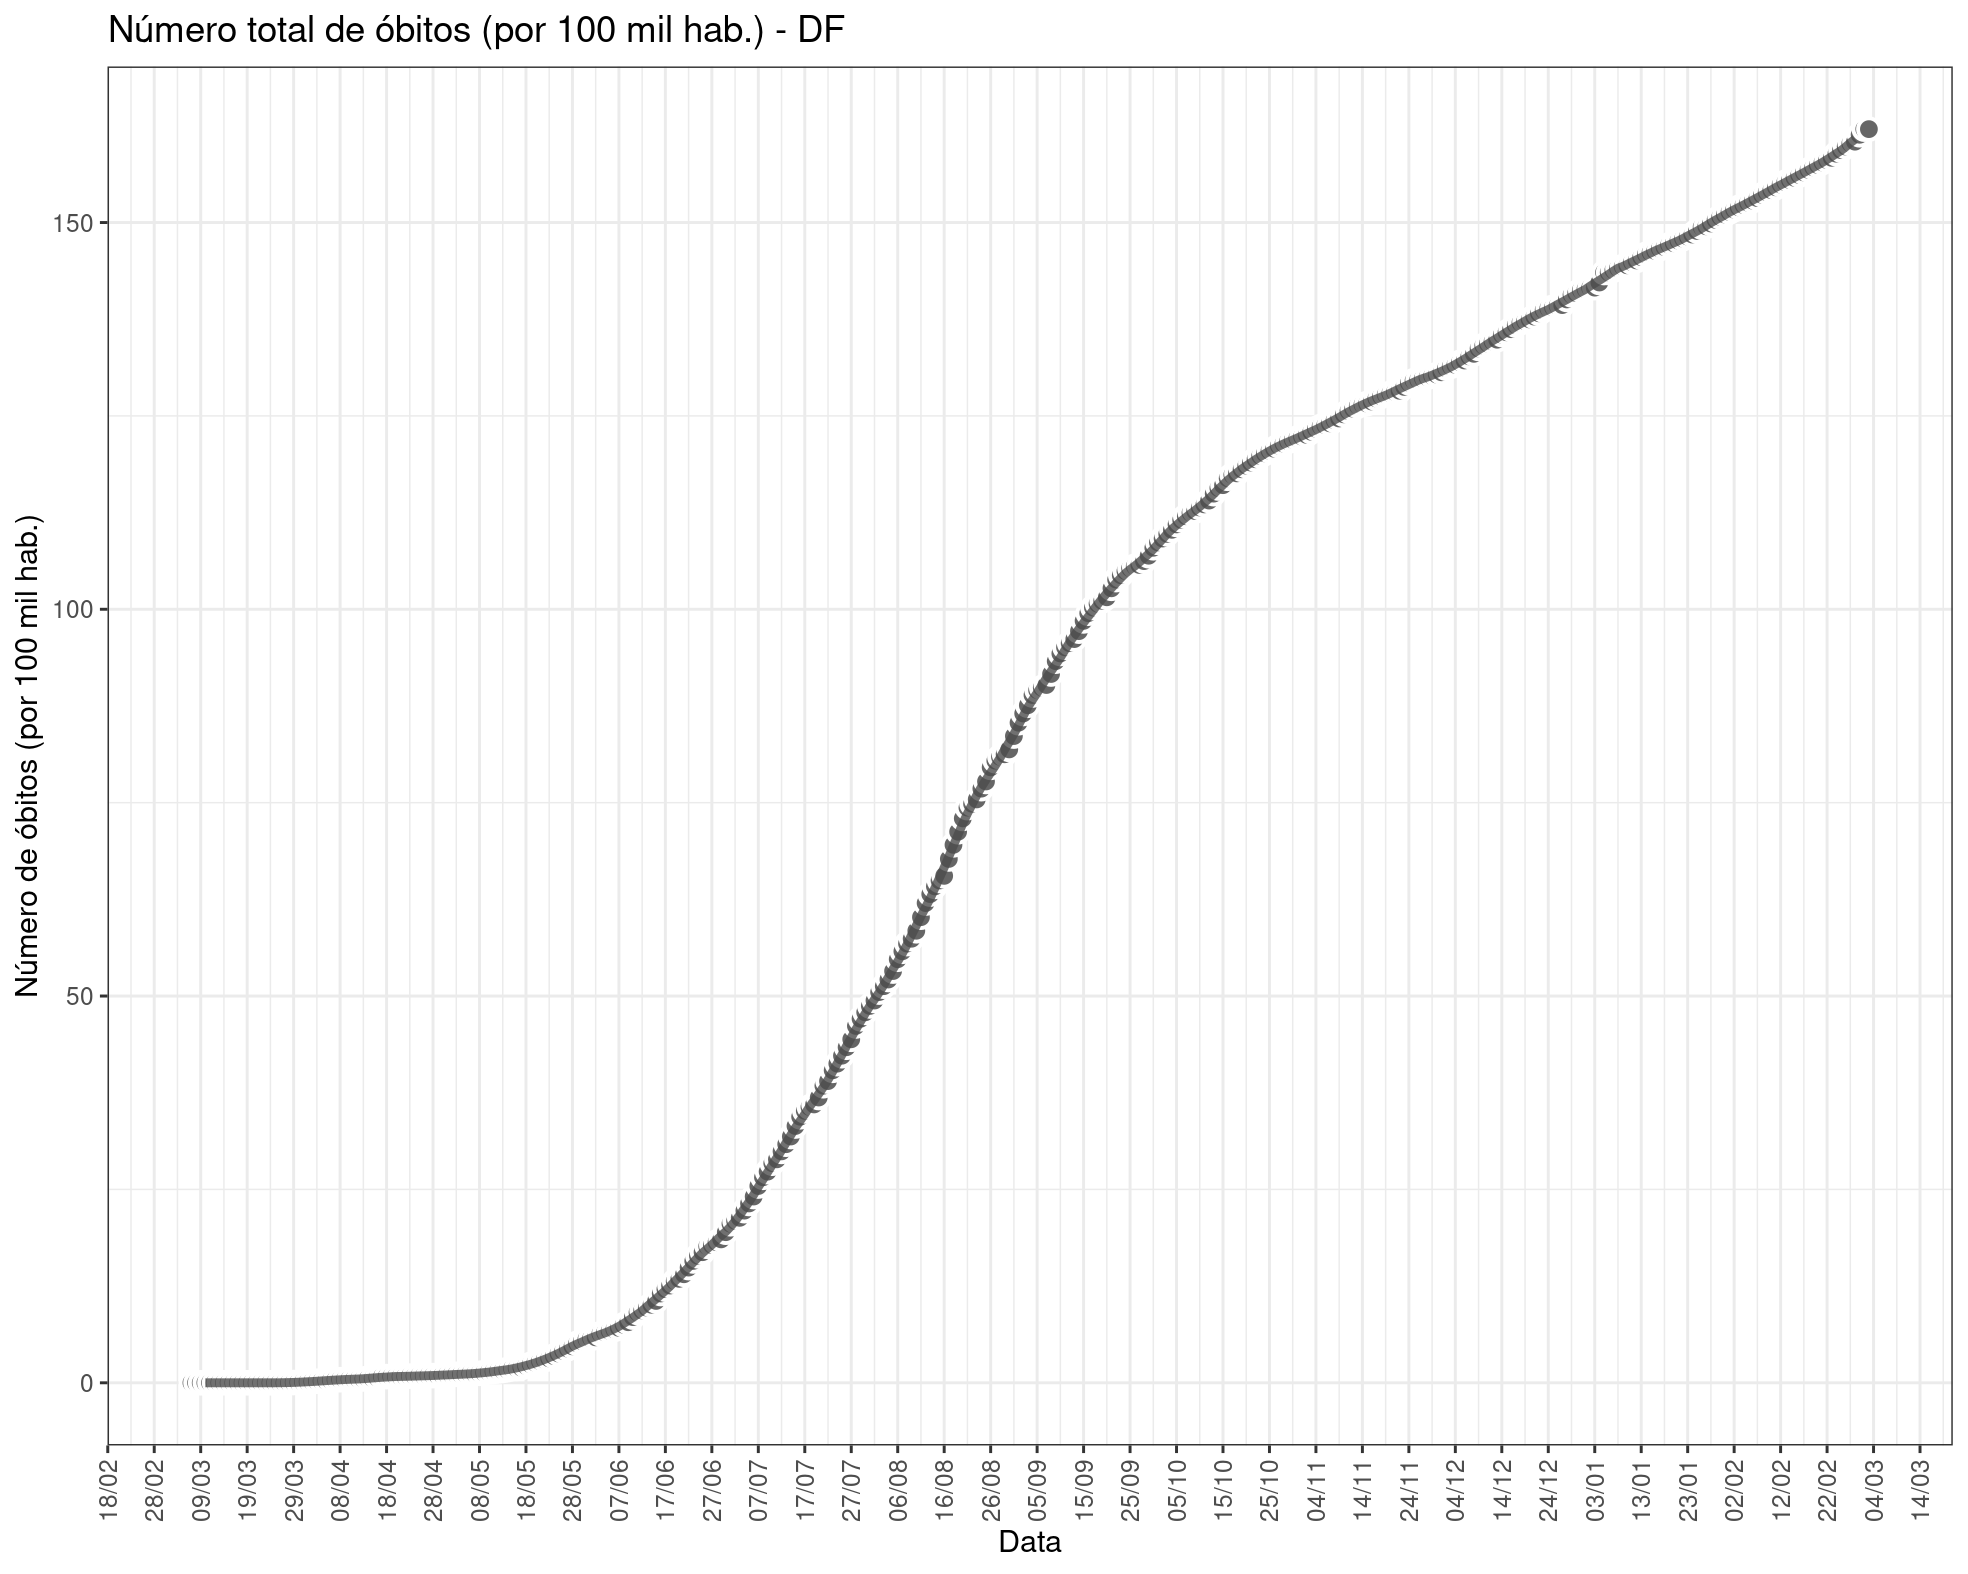 Número total de óbitos (por 100 mil hab.) - DF
Número de óbitos (por 100 mil hab.)
150
100
50
0
18/02 28/02 09/03 19/03 29/03 08/04 18/04 28/04 08/05 18/05 28/05 07/06 17/06 27/06 07/07 17/07 27/07 06/08 16/08 26/08 05/09 15/09 25/09 05/10 15/10 25/10 04/11 14/11 24/11 04/12 14/12 24/12 03/01 13/01 23/01 02/02 12/02 22/02 04/03 14/03
Data